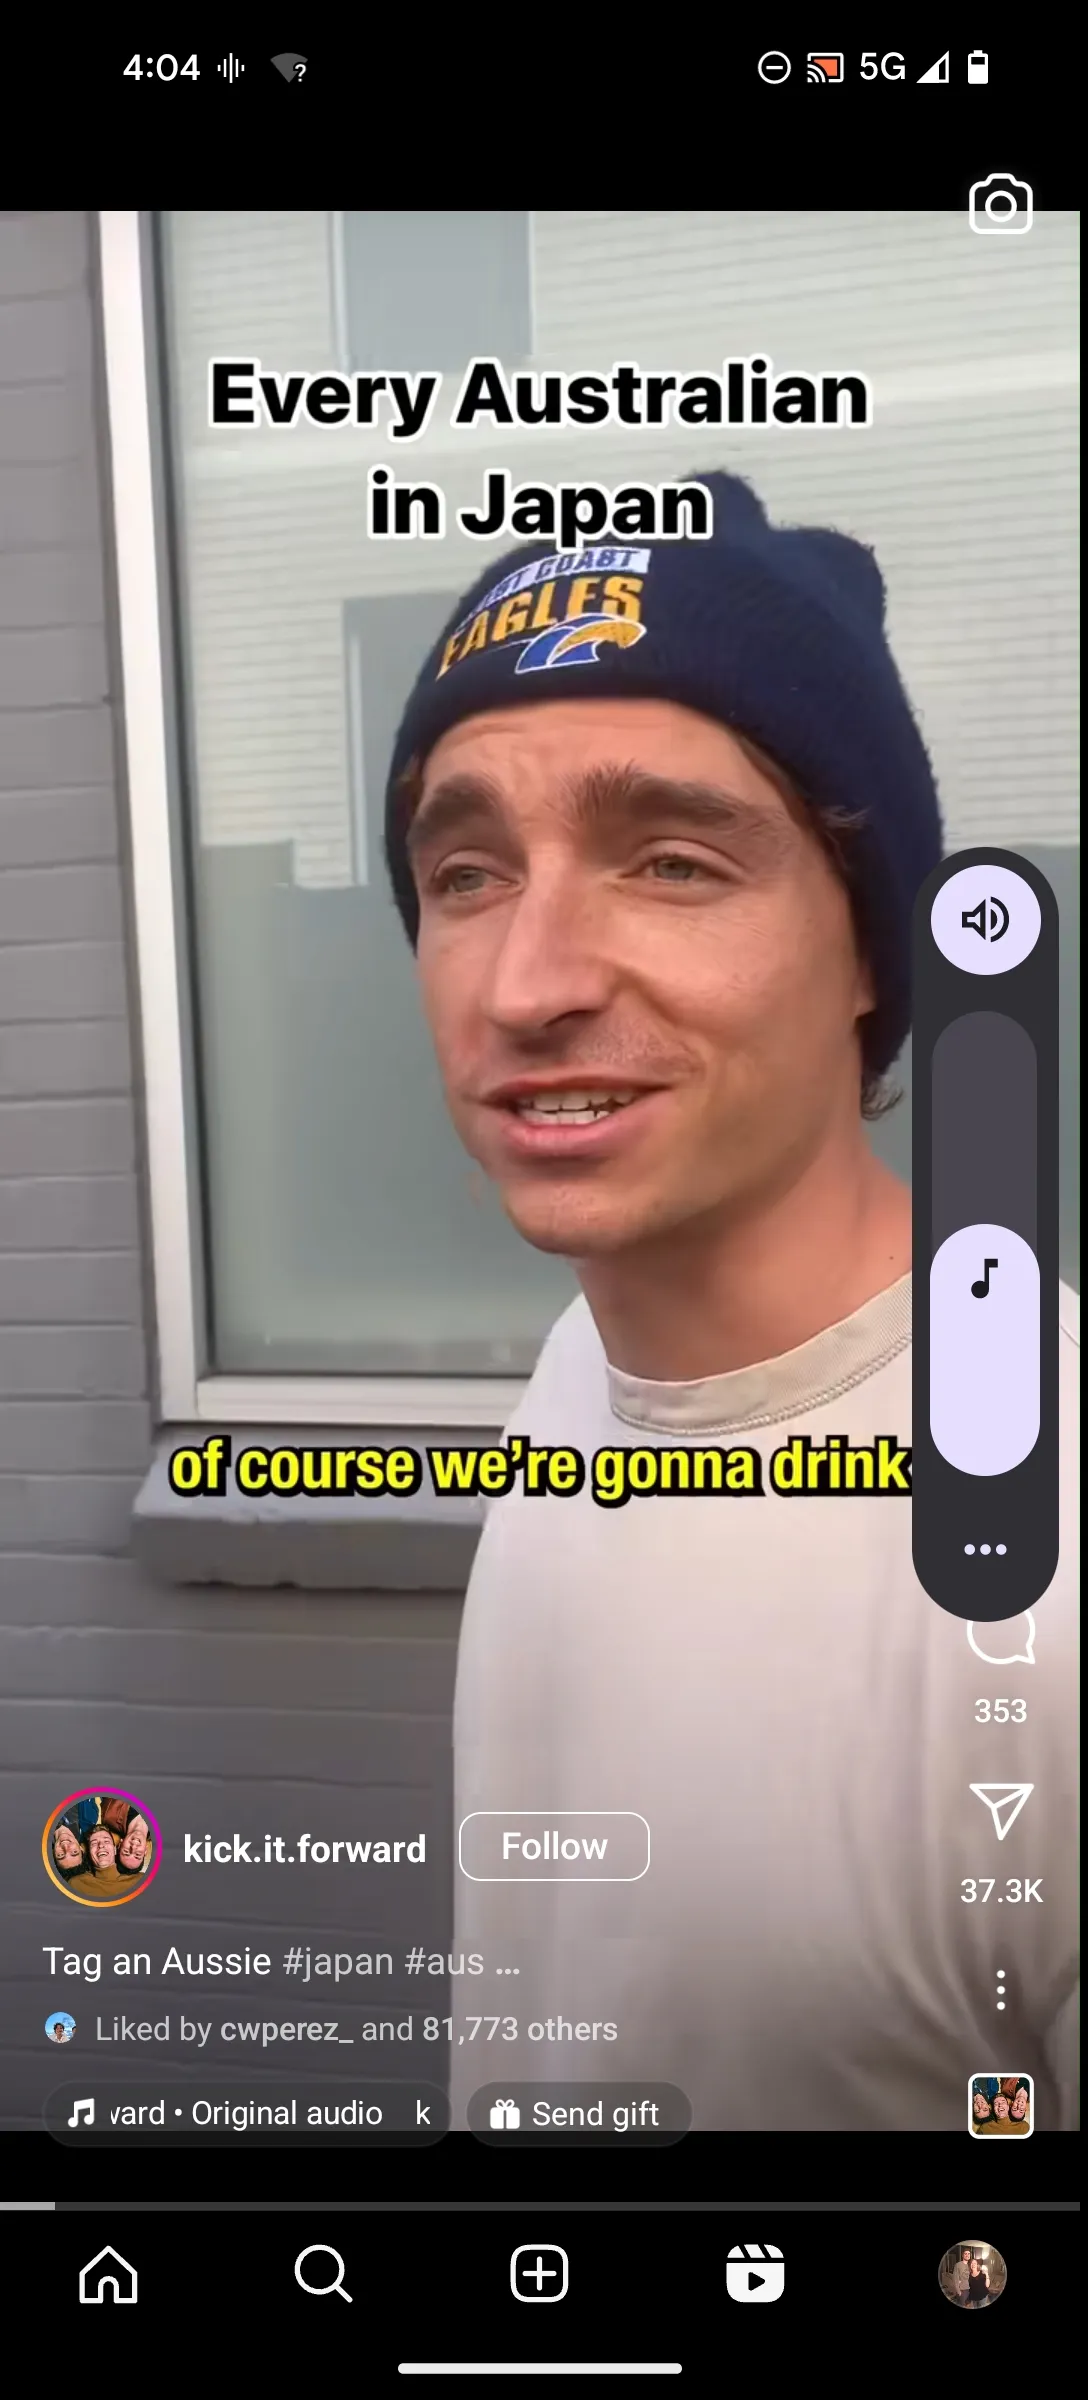 4:04
5G
Every Australian
in Japan
EST COAST
EAGLES
of course we're gonna drink
353
kick.it.forward
Follow
37.3K
Tag an Aussie #japan #aus ...
Liked by cwperez_ and 81,773 others
vard • Original audio k
Send gift